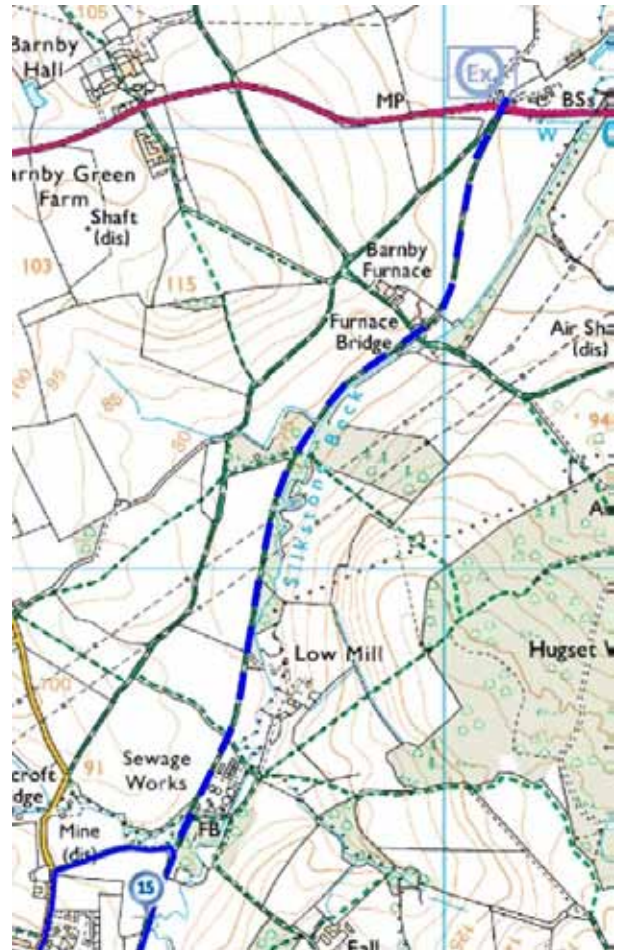 105
Barnby
Hall
Ex
MP
BSs
W
arnby Green
Farm
Shaft
(dis)
103
115
Barnby
Furnace
Furnace
Bridge
Air Sha
(dis)
100
95
85
80
94
Silkstone Beck
Low Mill
Hugset W
100
Sewage
Works
91
croft
dge
Mine
(dis)
FB
15
Fall
125